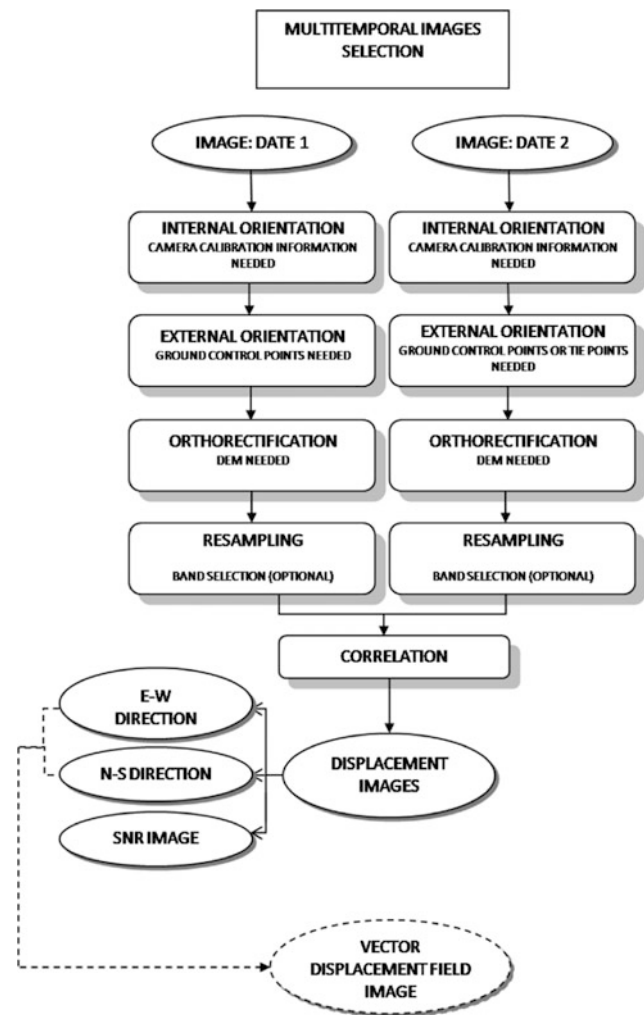 MULTITEMPORAL IMAGES
SELECTION
IMAGE: DATE 1
IMAGE: DATE 2
INTERNAL ORIENTATION
CAMERA CALIBRATION INFORMATION
NEEDED
INTERNAL ORIENTATION
CAMERA CALIBRATION INFORMATION
NEEDED
EXTERNAL ORIENTATION
GROUND CONTROL POINTS NEEDED
EXTERNAL ORIENTATION
GROUND CONTROL POINTS OR TIE POINTS
NEEDED
ORTHORECTIFICATION
DEM NEEDED
ORTHORECTIFICATION
DEM NEEDED
RESAMPLING
BAND SELECTION (OPTIONAL)
RESAMPLING
BAND SELECTION (OPTIONAL)
CORRELATION
E-W
DIRECTION
N-S DIRECTION
SNR IMAGE
DISPLACEMENT
IMAGES
VECTOR
DISPLACEMENT FIELD
IMAGE